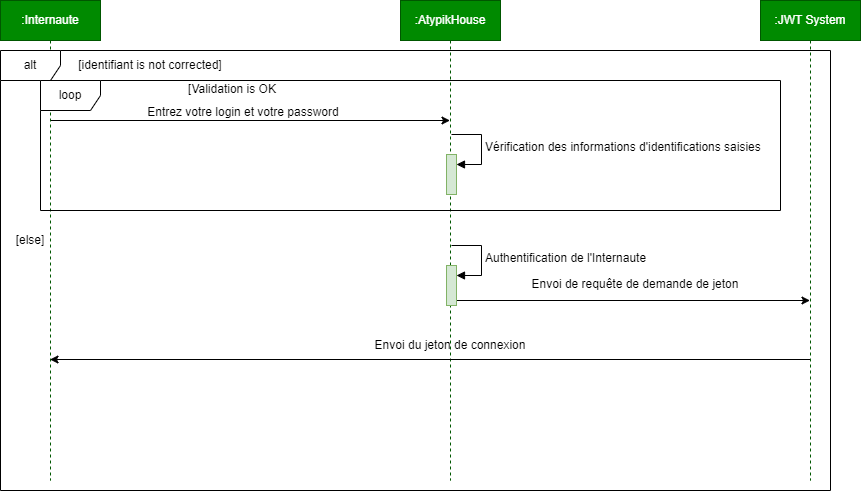 :Internaute
:AtypikHouse
:JWT System
alt
[identifiant is not corrected]
loop
[Validation is OK
Entrez votre login et votre password
Vérification des informations d'identifications saisies
[else]
Authentification de l'Internaute
Envoi de requête de demande de jeton
Envoi du jeton de connexion